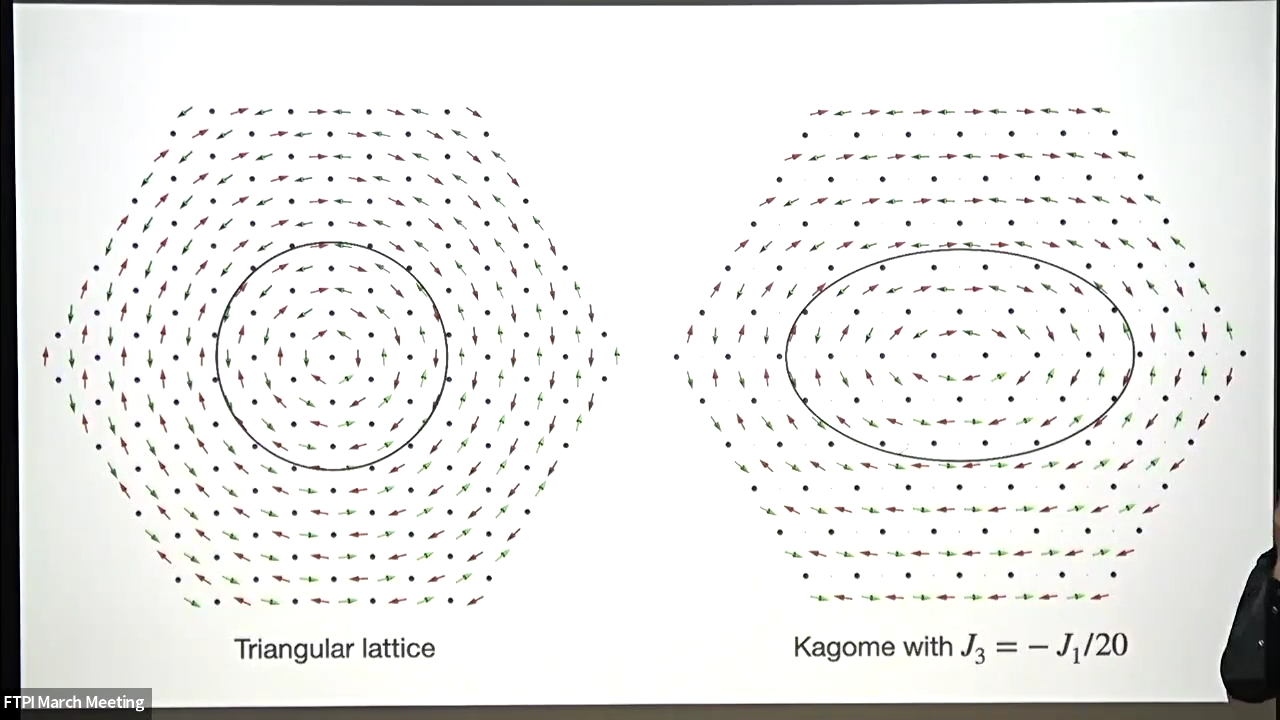 Triangular lattice
Kagome with J₃ = − J₁/20
FTPI March Meeting